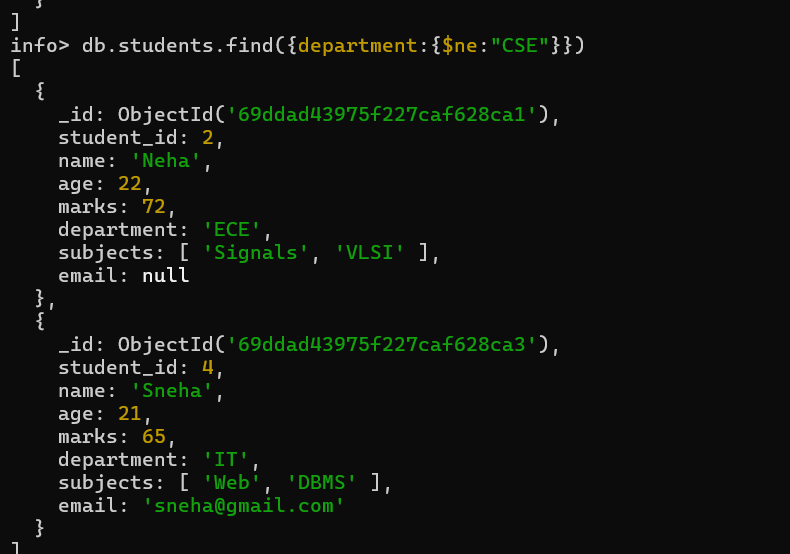 }
]
info> db.students.find({department:{$ne:"CSE"}})
[
  {
    _id: ObjectId('69ddad43975f227caf628ca1'),
    student_id: 2,
    name: 'Neha',
    age: 22,
    marks: 72,
    department: 'ECE',
    subjects: [ 'Signals', 'VLSI' ],
    email: null
  },
  {
    _id: ObjectId('69ddad43975f227caf628ca3'),
    student_id: 4,
    name: 'Sneha',
    age: 21,
    marks: 65,
    department: 'IT',
    subjects: [ 'Web', 'DBMS' ],
    email: 'sneha@gmail.com'
  }
]